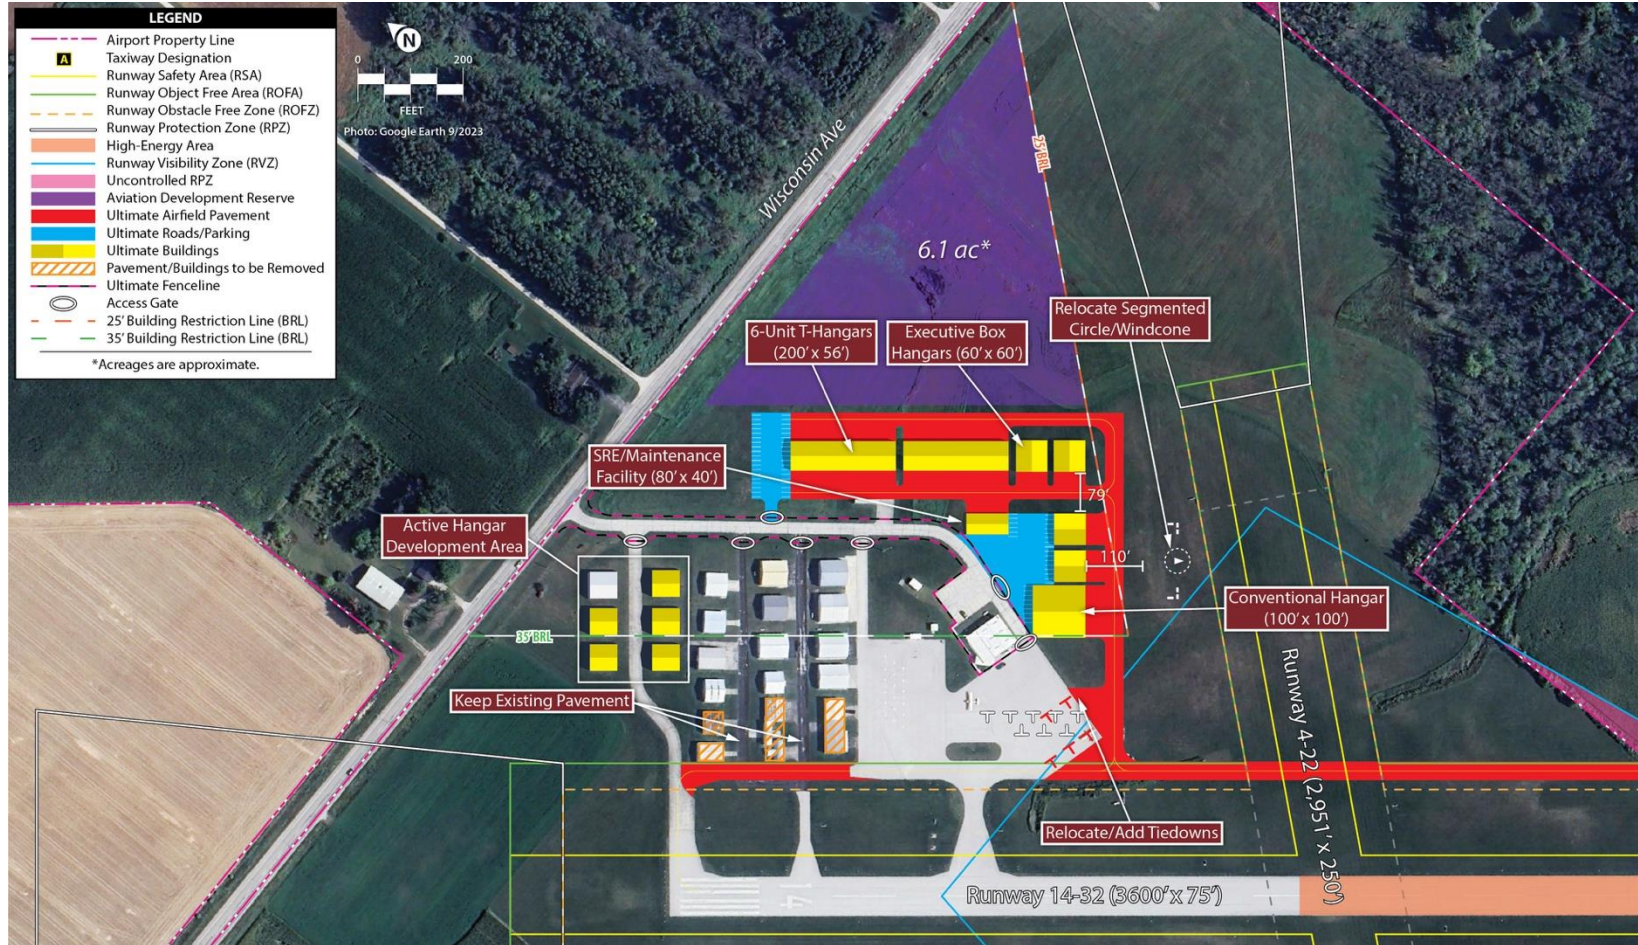 LEGEND
Airport Property Line
A
Taxiway Designation
Runway Safety Area (RSA)
Runway Object Free Area (ROFA)
Runway Obstacle Free Zone (ROFZ)
Runway Protection Zone (RPZ)
High-Energy Area
Runway Visibility Zone (RVZ)
Uncontrolled RPZ
Aviation Development Reserve
Ultimate Airfield Pavement
Ultimate Roads/Parking
Ultimate Buildings
Pavement/Buildings to be Removed
Ultimate Fenceline
Access Gate
25' Building Restriction Line (BRL)
35' Building Restriction Line (BRL)
*Acreages are approximate.
N
0 200
FEET
Photo: Google Earth 9/2023
Wisconsin Ave
25' BRL
6.1 ac*
6-Unit T-Hangars
(200' x 56')
Executive Box
Hangars (60' x 60')
Relocate Segmented
Circle/Windcone
SRE/Maintenance
Facility (80' x 40')
79'
Active Hangar
Development Area
110'
Conventional Hangar
(100' x 100')
35' BRL
Keep Existing Pavement
Relocate/Add Tiedowns
Runway 4-22 (2,951' x 250')
14
Runway 14-32 (3600' x 75')